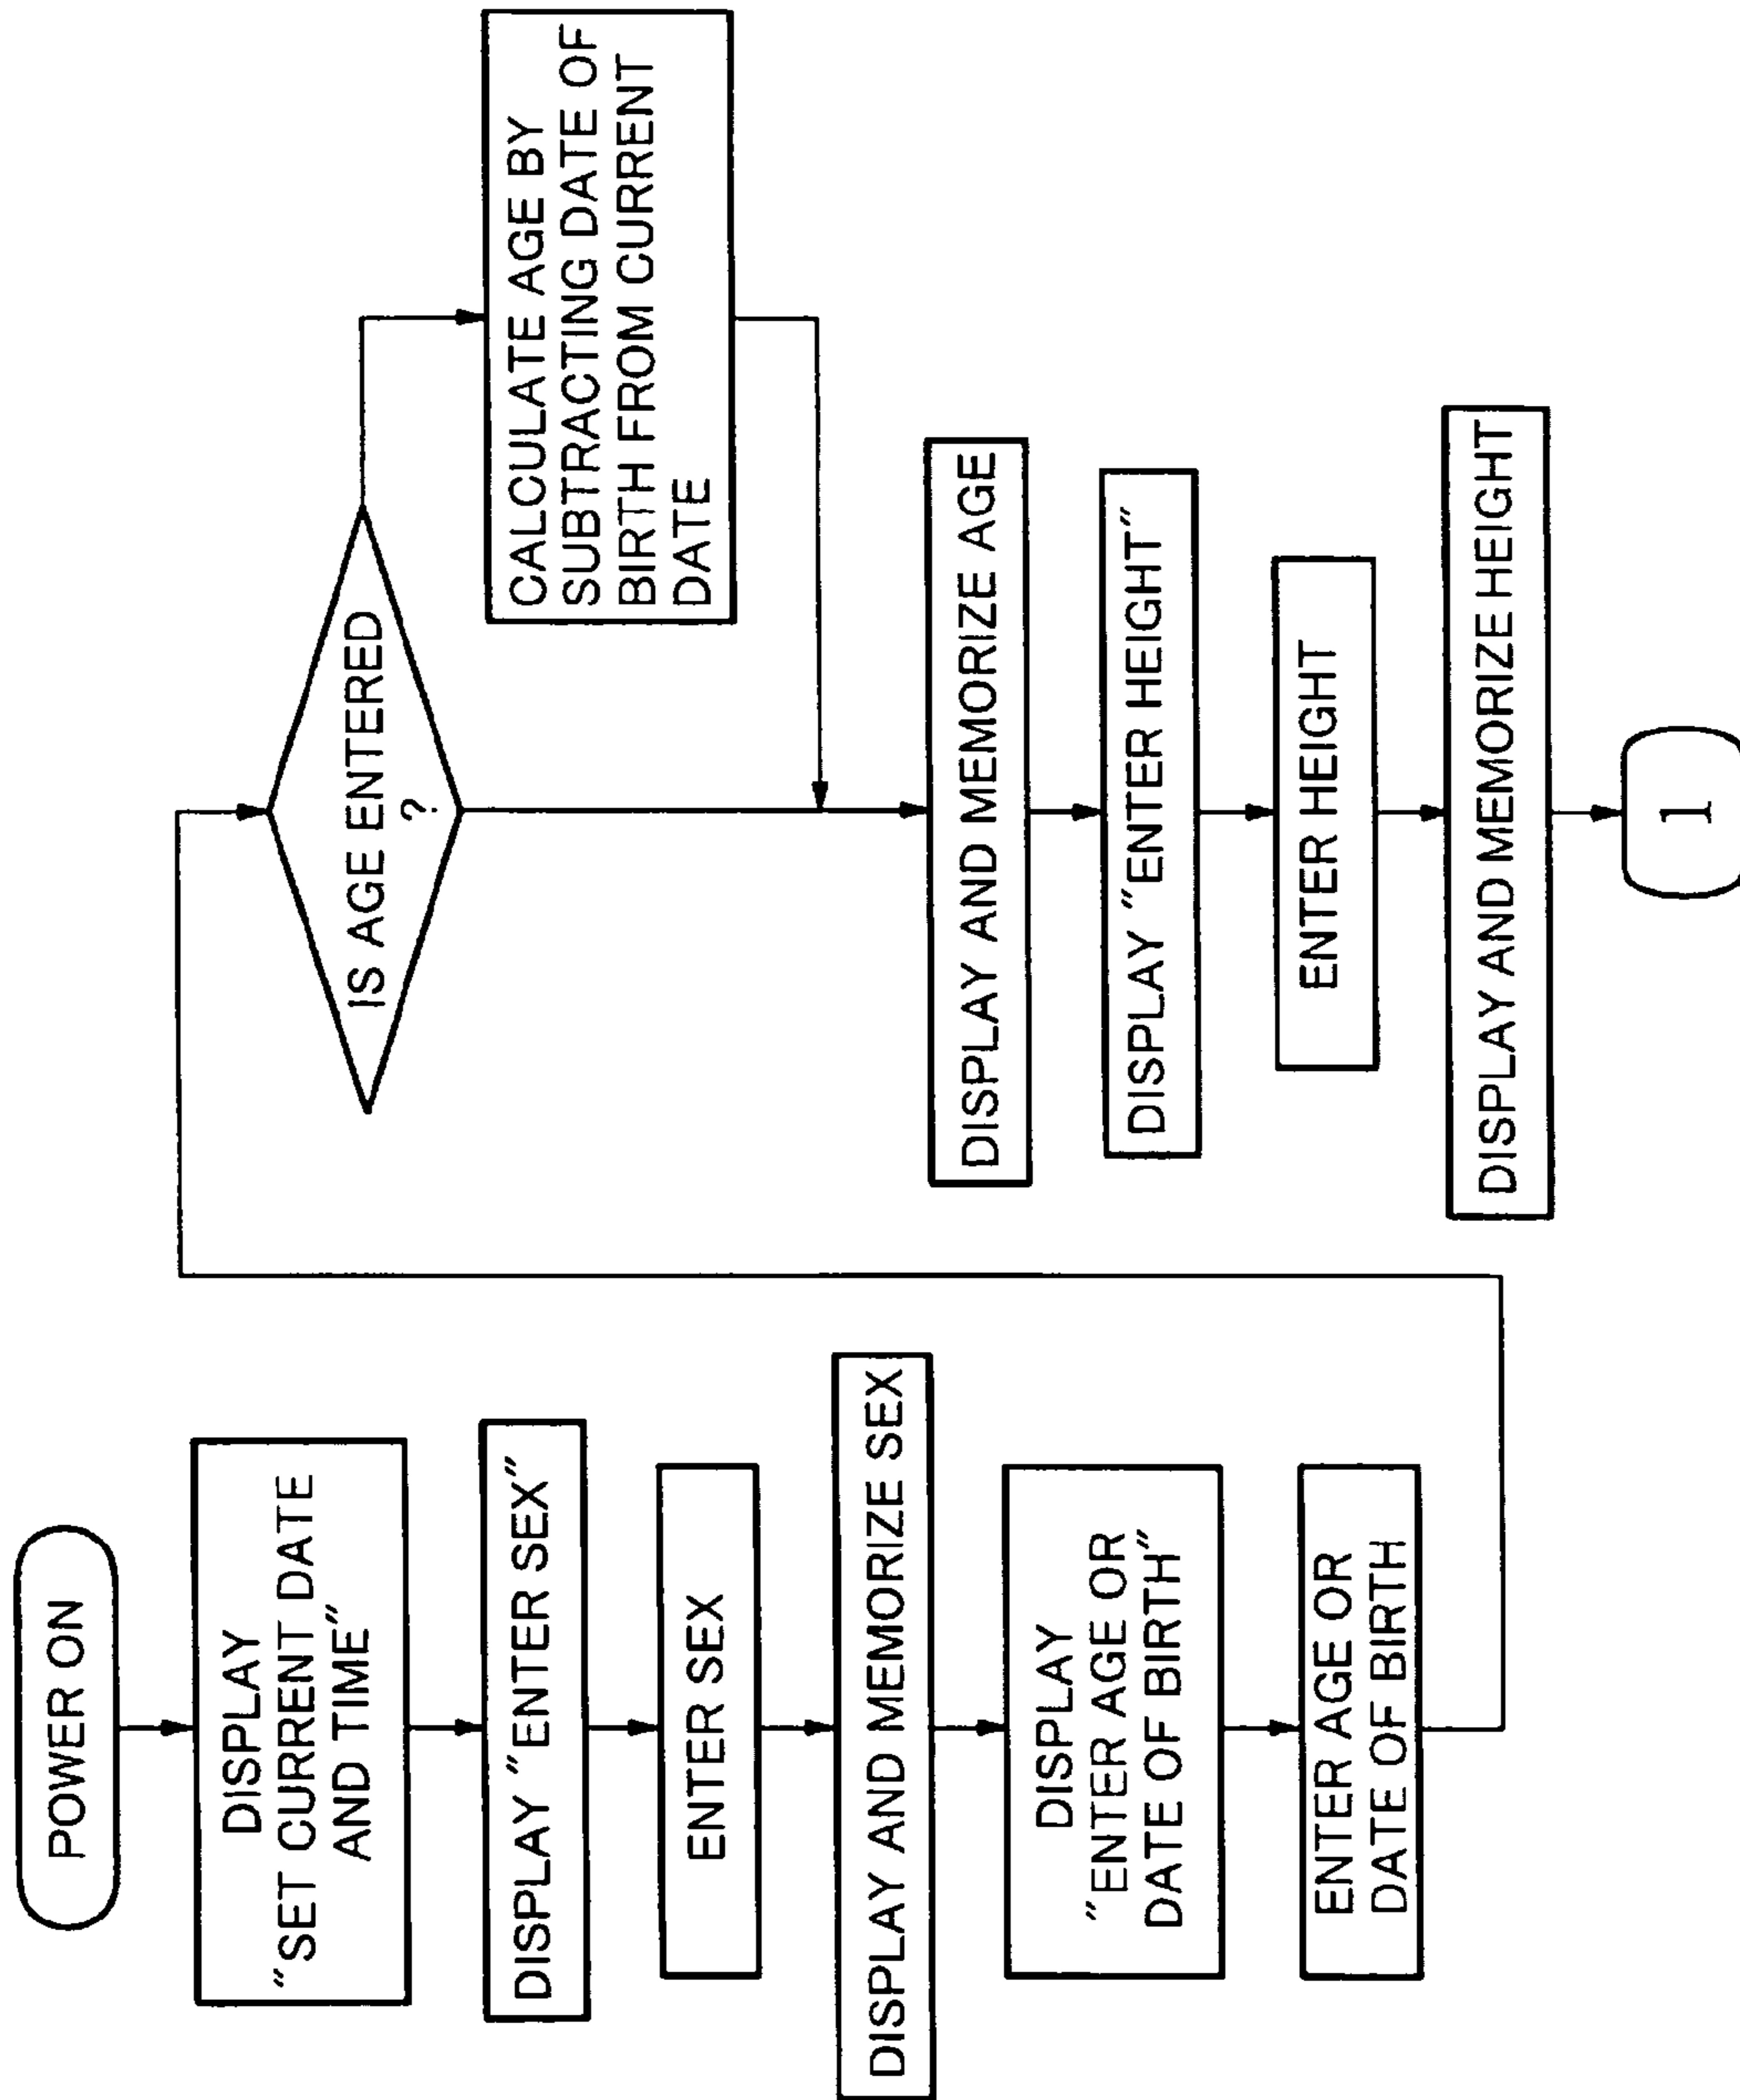 POWER ON
DISPLAY
"SET CURRENT DATE
AND TIME"
DISPLAY "ENTER SEX"
ENTER SEX
DISPLAY AND MEMORIZE SEX
DISPLAY
"ENTER AGE OR
DATE OF BIRTH"
ENTER AGE OR
DATE OF BIRTH
IS AGE ENTERED
?
CALCULATE AGE BY
SUBTRACTING DATE OF
BIRTH FROM CURRENT
DATE
DISPLAY AND MEMORIZE AGE
DISPLAY "ENTER HEIGHT"
ENTER HEIGHT
DISPLAY AND MEMORIZE HEIGHT
1